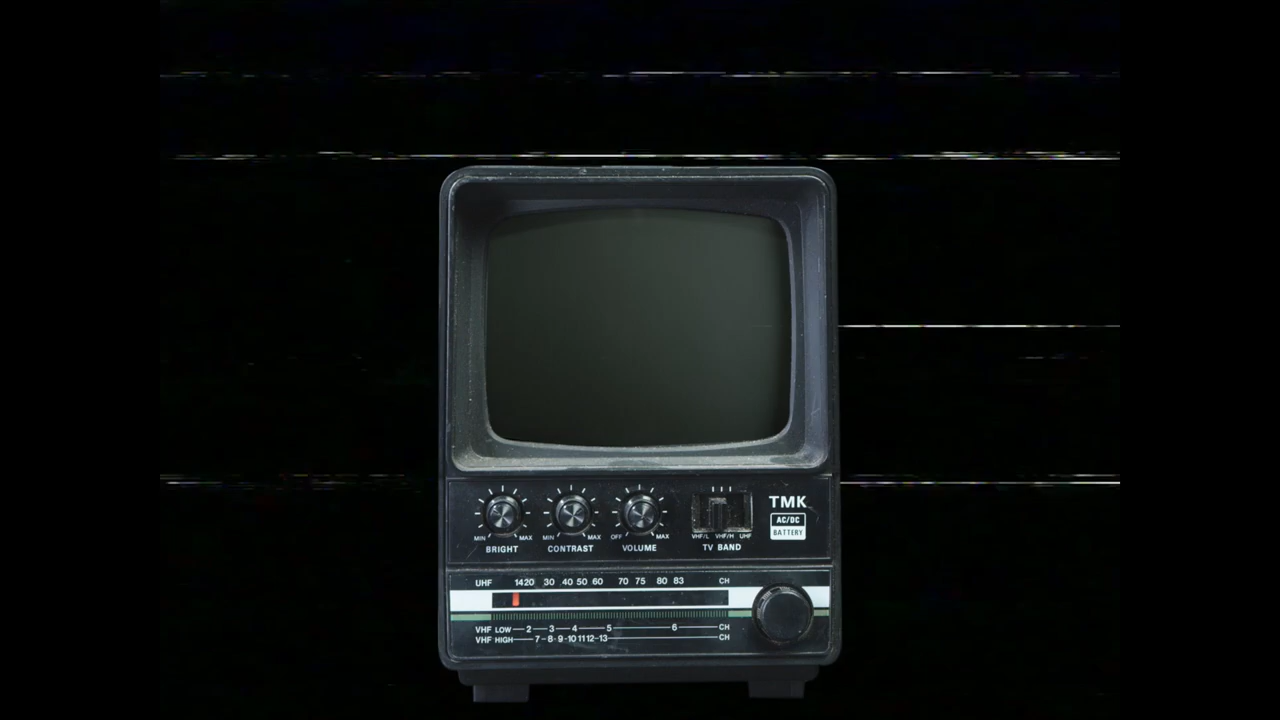 TMK
AC/DC
BATTERY
MIN MAX MIN MAX OFF MAX VHF/L VHF/H UHF
BRIGHT CONTRAST VOLUME TV BAND
UHF 1420 30 40 50 60 70 75 80 83 CH
VHF LOW 2 3 4 5 6 CH
VHF HIGH 7-8-9-10 11 12-13 CH